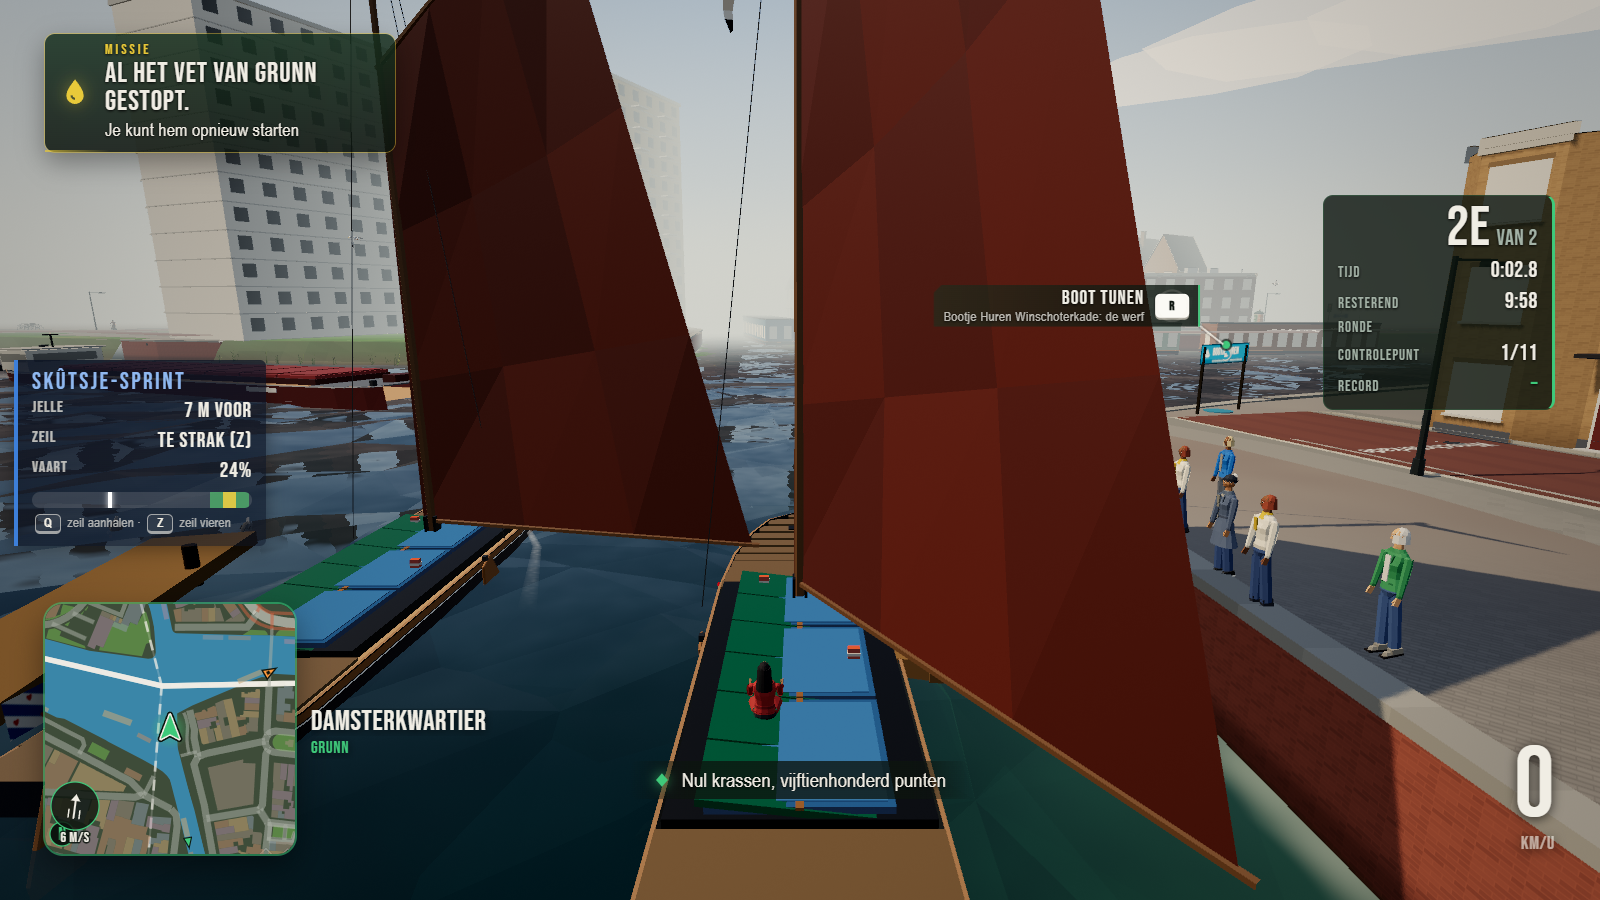 MISSIE
AL HET VET VAN GRUNN
GESTOPT.
Je kunt hem opnieuw starten
2E VAN 2
TIJD 0:02.8
RESTEREND 9:58
RONDE
CONTROLEPUNT 1/11
RECORD –
BOOT TUNEN
Bootje Huren Winschoterkade: de werf
R
SKÛTSJE-SPRINT
JELLE 7 M VOOR
ZEIL TE STRAK (Z)
VAART 24%
Q zeil aanhalen · Z zeil vieren
DAMSTERKWARTIER
GRUNN
6 M/S
Nul krassen, vijftienhonderd punten
0
KM/U